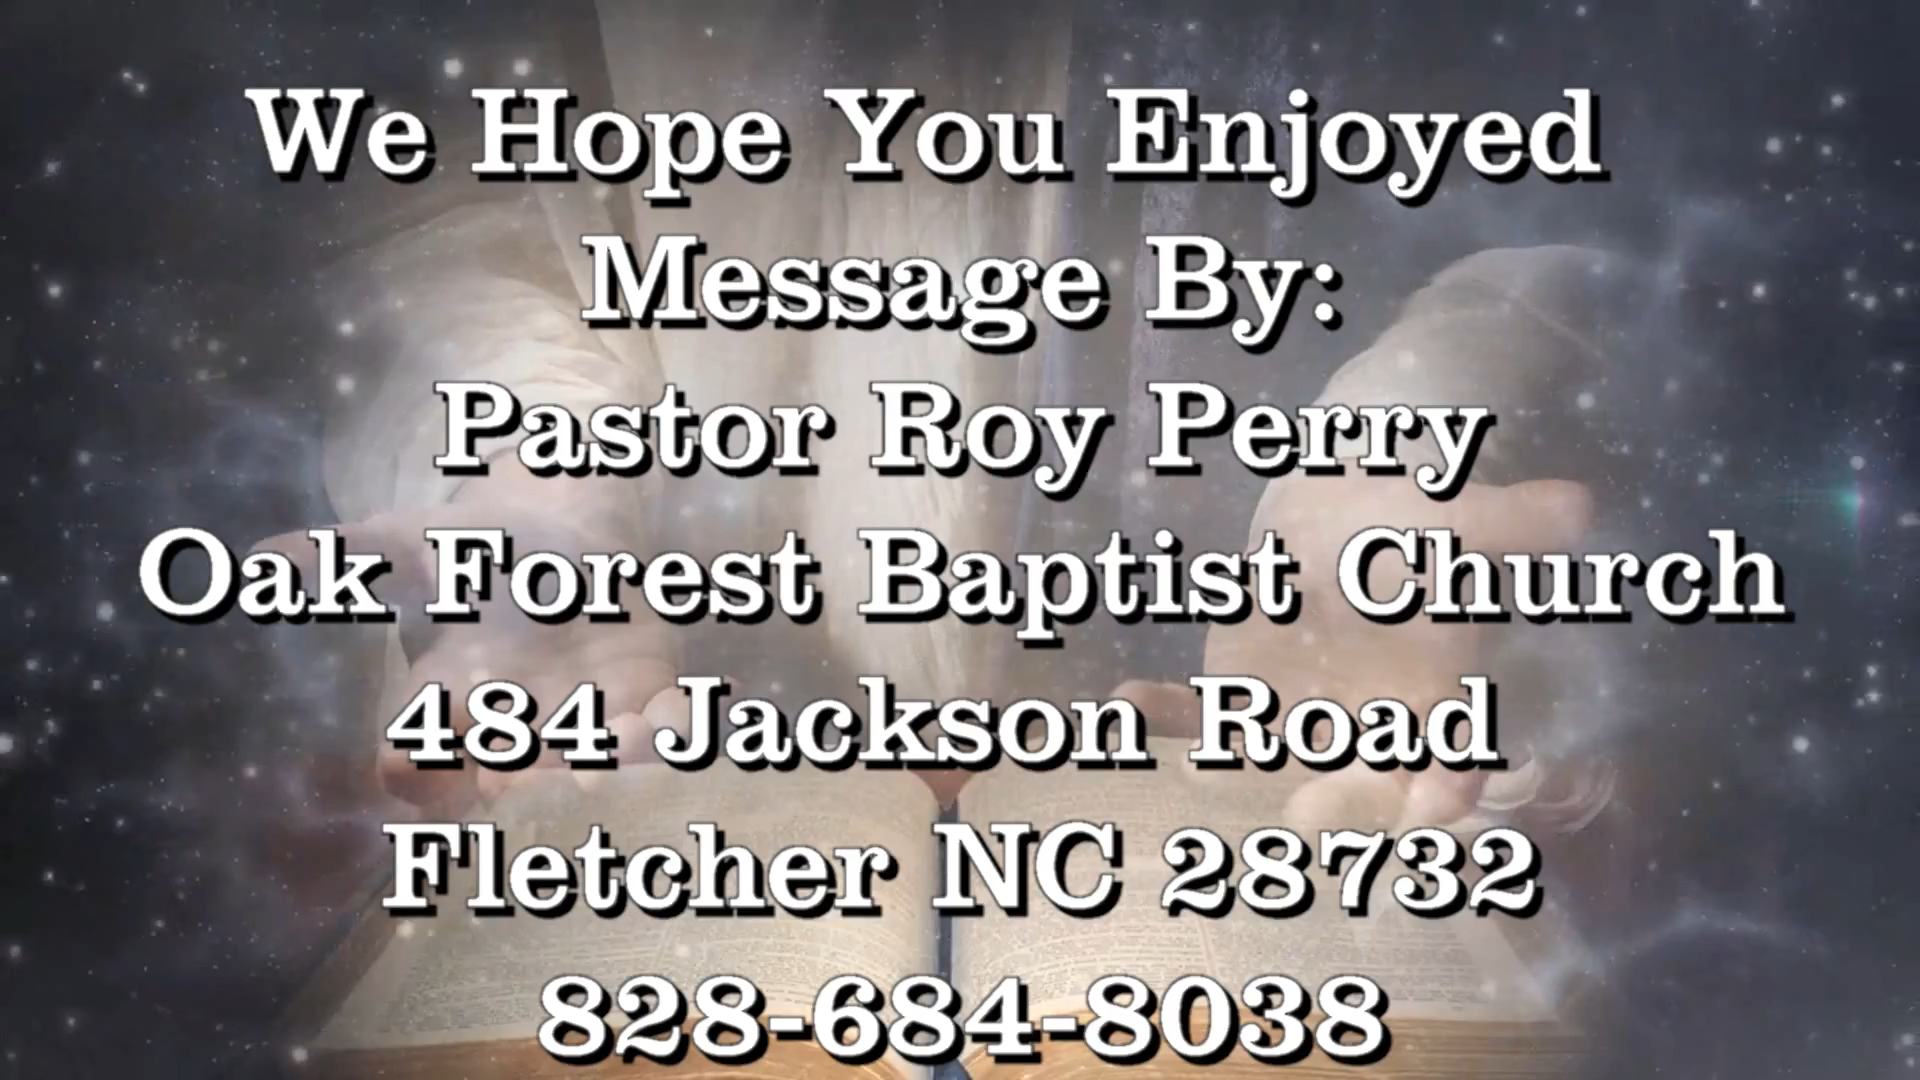 We Hope You Enjoyed
Message By:
Pastor Roy Perry
Oak Forest Baptist Church
484 Jackson Road
Fletcher NC 28732
828-684-8038